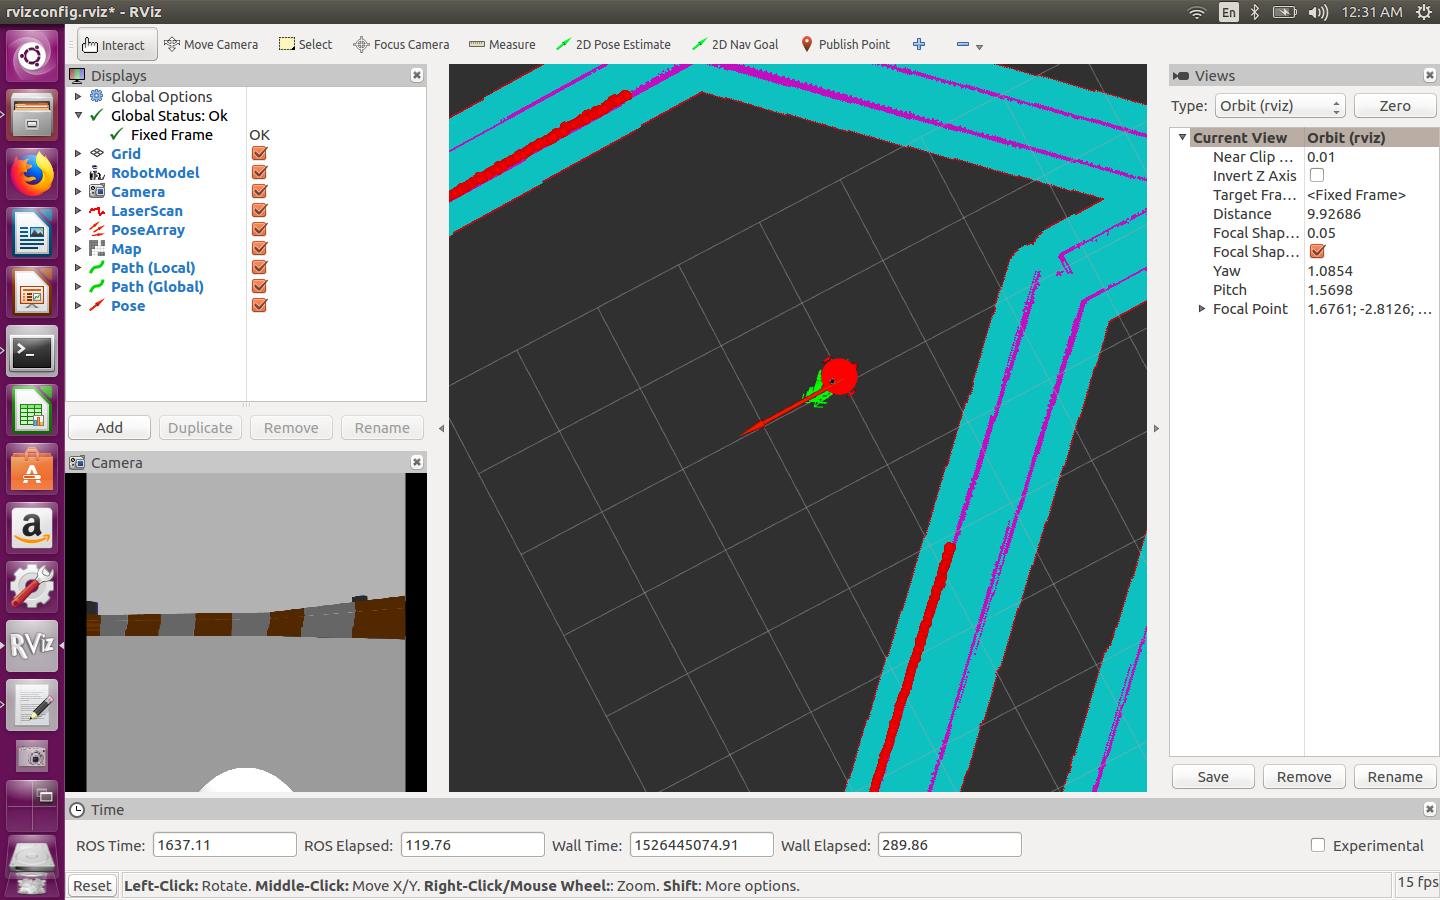 rvizconfig.rviz* - RViz
En
12:31 AM
Interact
Move Camera
Select
Focus Camera
Measure
2D Pose Estimate
2D Nav Goal
Publish Point
Displays
Global Options
Global Status: Ok
Fixed Frame OK
Grid
RobotModel
Camera
LaserScan
PoseArray
Map
Path (Local)
Path (Global)
Pose
Add
Duplicate
Remove
Rename
Camera
Views
Type: Orbit (rviz) Zero
Current View Orbit (rviz)
Near Clip ... 0.01
Invert Z Axis
Target Fra... <Fixed Frame>
Distance 9.92686
Focal Shap... 0.05
Focal Shap...
Yaw 1.0854
Pitch 1.5698
Focal Point 1.6761; -2.8126; ...
Save
Remove
Rename
RViz
Time
ROS Time: 1637.11 ROS Elapsed: 119.76 Wall Time: 1526445074.91 Wall Elapsed: 289.86 Experimental
Reset Left-Click: Rotate. Middle-Click: Move X/Y. Right-Click/Mouse Wheel:: Zoom. Shift: More options. 15 fps